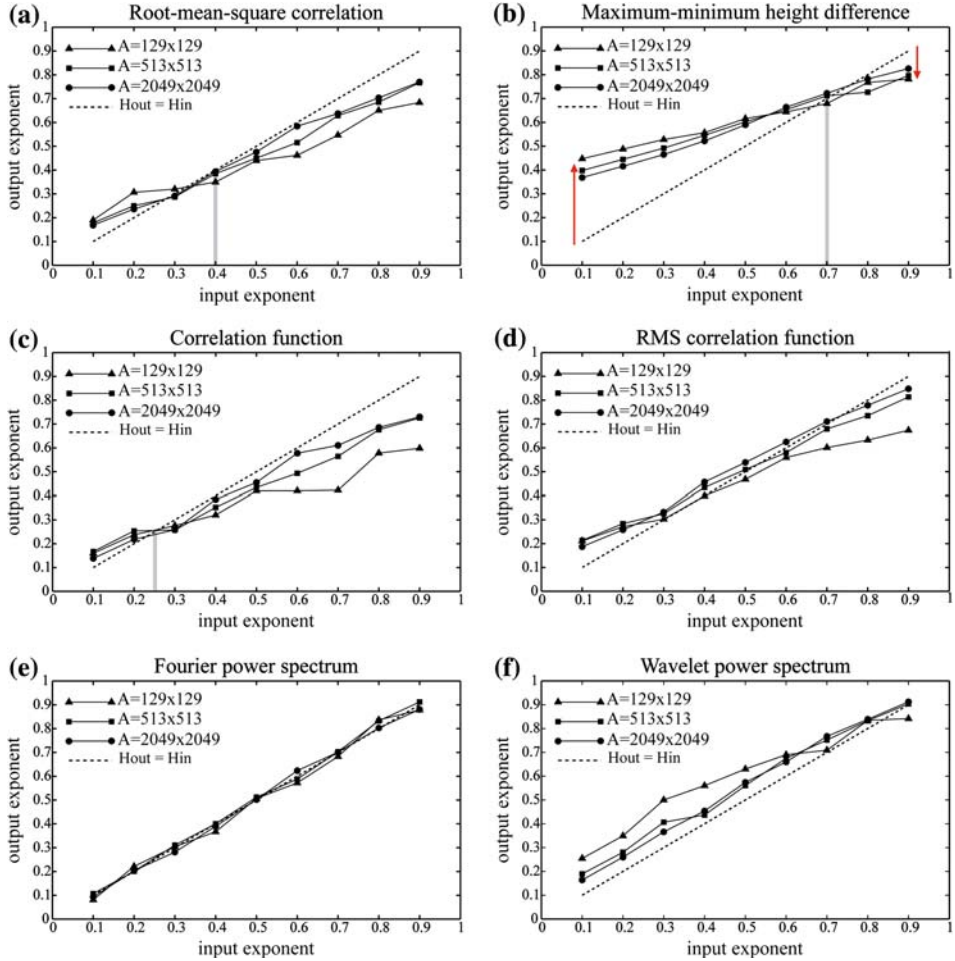 (a) Root-mean-square correlation
A=129x129
A=513x513
A=2049x2049
Hout = Hin
output exponent
1
0.9
0.8
0.7
0.6
0.5
0.4
0.3
0.2
0.1
0
0 0.1 0.2 0.3 0.4 0.5 0.6 0.7 0.8 0.9 1
input exponent
(b) Maximum-minimum height difference
A=129x129
A=513x513
A=2049x2049
Hout = Hin
output exponent
1
0.9
0.8
0.7
0.6
0.5
0.4
0.3
0.2
0.1
0
0 0.1 0.2 0.3 0.4 0.5 0.6 0.7 0.8 0.9 1
input exponent
(c) Correlation function
A=129x129
A=513x513
A=2049x2049
Hout = Hin
output exponent
1
0.9
0.8
0.7
0.6
0.5
0.4
0.3
0.2
0.1
0
0 0.1 0.2 0.3 0.4 0.5 0.6 0.7 0.8 0.9 1
input exponent
(d) RMS correlation function
A=129x129
A=513x513
A=2049x2049
Hout = Hin
output exponent
1
0.9
0.8
0.7
0.6
0.5
0.4
0.3
0.2
0.1
0
0 0.1 0.2 0.3 0.4 0.5 0.6 0.7 0.8 0.9 1
input exponent
(e) Fourier power spectrum
A=129x129
A=513x513
A=2049x2049
Hout = Hin
output exponent
1
0.9
0.8
0.7
0.6
0.5
0.4
0.3
0.2
0.1
0
0 0.1 0.2 0.3 0.4 0.5 0.6 0.7 0.8 0.9 1
input exponent
(f) Wavelet power spectrum
A=129x129
A=513x513
A=2049x2049
Hout = Hin
output exponent
1
0.9
0.8
0.7
0.6
0.5
0.4
0.3
0.2
0.1
0
0 0.1 0.2 0.3 0.4 0.5 0.6 0.7 0.8 0.9 1
input exponent